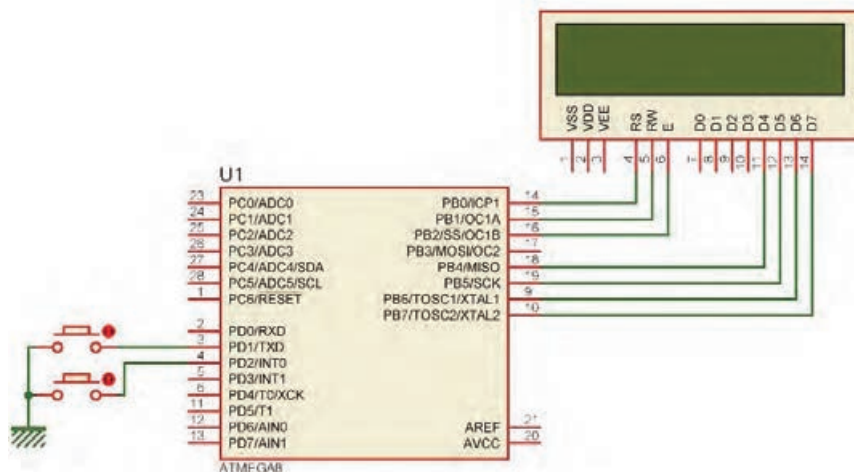 VSS
VDD
VEE
RS
RW
E
D0
D1
D2
D3
D4
D5
D6
D7
1
2
3
4
5
6
7
8
9
10
11
12
13
14
U1
23 PC0/ADC0 PB0/ICP1 14
24 PC1/ADC1 PB1/OC1A 15
25 PC2/ADC2 PB2/SS/OC1B 16
26 PC3/ADC3 PB3/MOSI/OC2 17
27 PC4/ADC4/SDA PB4/MISO 18
28 PC5/ADC5/SCL PB5/SCK 19
1 PC6/RESET PB6/TOSC1/XTAL1 9
PB7/TOSC2/XTAL2 10
2 PD0/RXD
3 PD1/TXD
4 PD2/INT0
5 PD3/INT1
6 PD4/T0/XCK
11 PD5/T1
12 PD6/AIN0 AREF 21
13 PD7/AIN1 AVCC 20
ATMEGA8